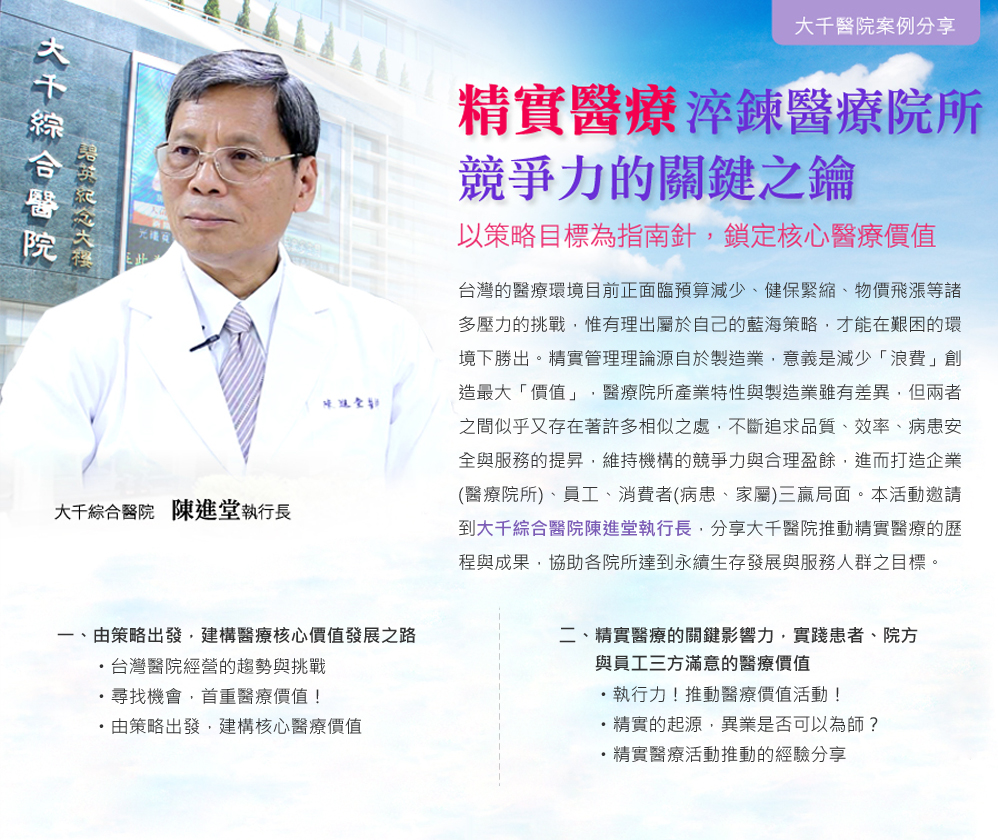 大千醫院案例分享
大千綜合醫院
碧英紀念大樓
精實醫療 淬鍊醫療院所
競爭力的關鍵之鑰
以策略目標為指南針，鎖定核心醫療價值
台灣的醫療環境目前正面臨預算減少、健保緊縮、物價飛漲等諸
多壓力的挑戰，惟有理出屬於自己的藍海策略，才能在艱困的環
境下勝出。精實管理理論源自於製造業，意義是減少「浪費」創
造最大「價值」，醫療院所產業特性與製造業雖有差異，但兩者
之間似乎又存在著許多相似之處，不斷追求品質、效率、病患安
全與服務的提昇，維持機構的競爭力與合理盈餘，進而打造企業
(醫療院所)、員工、消費者(病患、家屬)三贏局面。本活動邀請
到大千綜合醫院陳進堂執行長，分享大千醫院推動精實醫療的歷
程與成果，協助各院所達到永續生存發展與服務人群之目標。
陳進堂醫師
大千綜合醫院 陳進堂執行長
一、由策略出發，建構醫療核心價值發展之路
・台灣醫院經營的趨勢與挑戰
・尋找機會，首重醫療價值！
・由策略出發，建構核心醫療價值
二、精實醫療的關鍵影響力，實踐患者、院方
與員工三方滿意的醫療價值
・執行力！推動醫療價值活動！
・精實的起源，異業是否可以為師？
・精實醫療活動推動的經驗分享